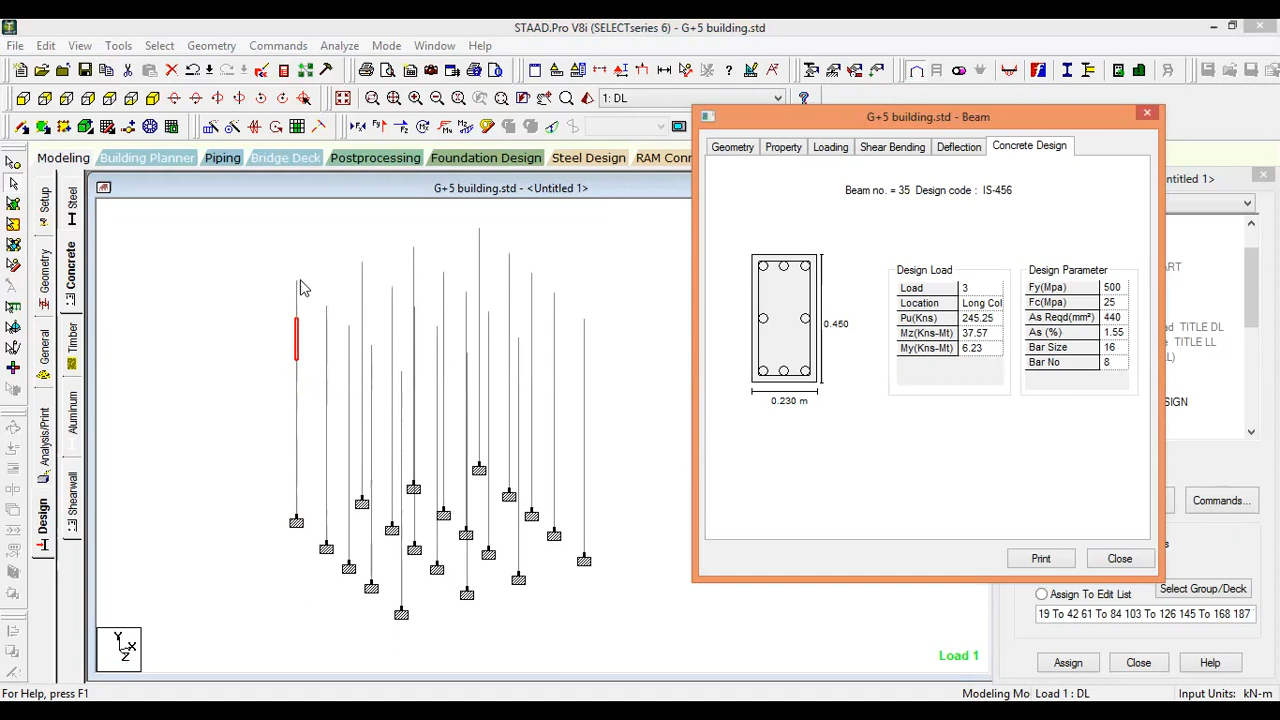 STAAD.Pro V8i (SELECTseries 6) - G+5 building.std
File Edit View Tools Select Geometry Commands Analyze Mode Window Help
1: DL
G+5 building.std - Beam
Modeling Building Planner Piping Bridge Deck Postprocessing Foundation Design Steel Design RAM Conn
Geometry Property Loading Shear Bending Deflection Concrete Design
G+5 building.std - <Untitled 1>
ntitled 1>
Beam no. = 35 Design code : IS-456
Setup
Geometry
General
Analysis/Print
Design
Steel
Concrete
Timber
Aluminum
Shearwall
0.450
0.230 m
Design Load
Load 3
Location Long Col
Pu(Kns) 245.25
Mz(Kns-Mt) 37.57
My(Kns-Mt) 6.23
Design Parameter
Fy(Mpa) 500
Fc(Mpa) 25
As Reqd(mm²) 440
As (%) 1.55
Bar Size 16
Bar No 8
Print Close
ART
ad TITLE DL
TITLE LL
L)
SIGN
Commands...
s
Select Group/Deck
Assign To Edit List
19 To 42 61 To 84 103 To 126 145 To 168 187
Assign Close Help
Y
X
Z
Load 1
For Help, press F1
Modeling Mo Load 1 : DL Input Units: kN-m